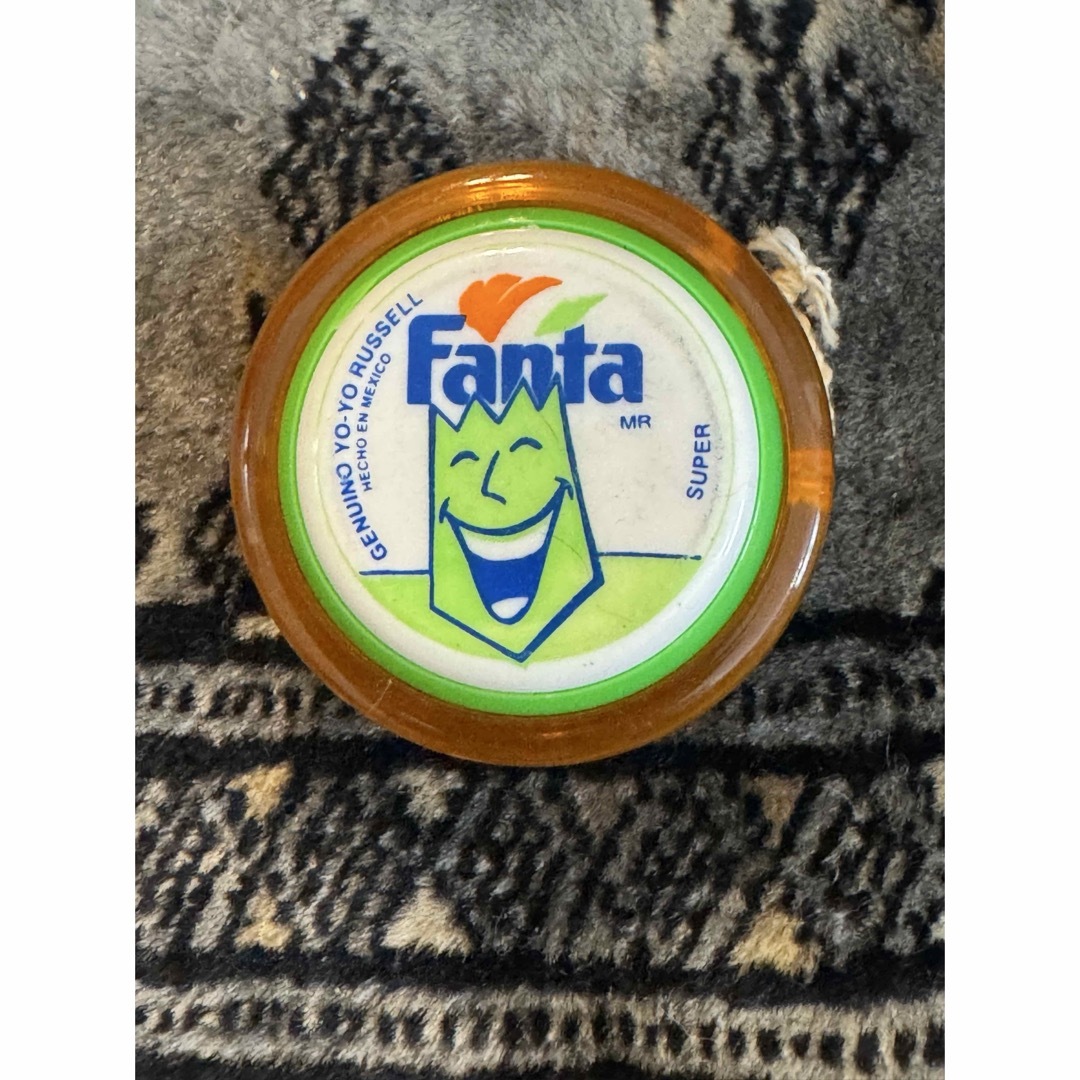 GENUINO YO-YO RUSSELL
HECHO EN MEXICO
Fanta
MR
SUPER